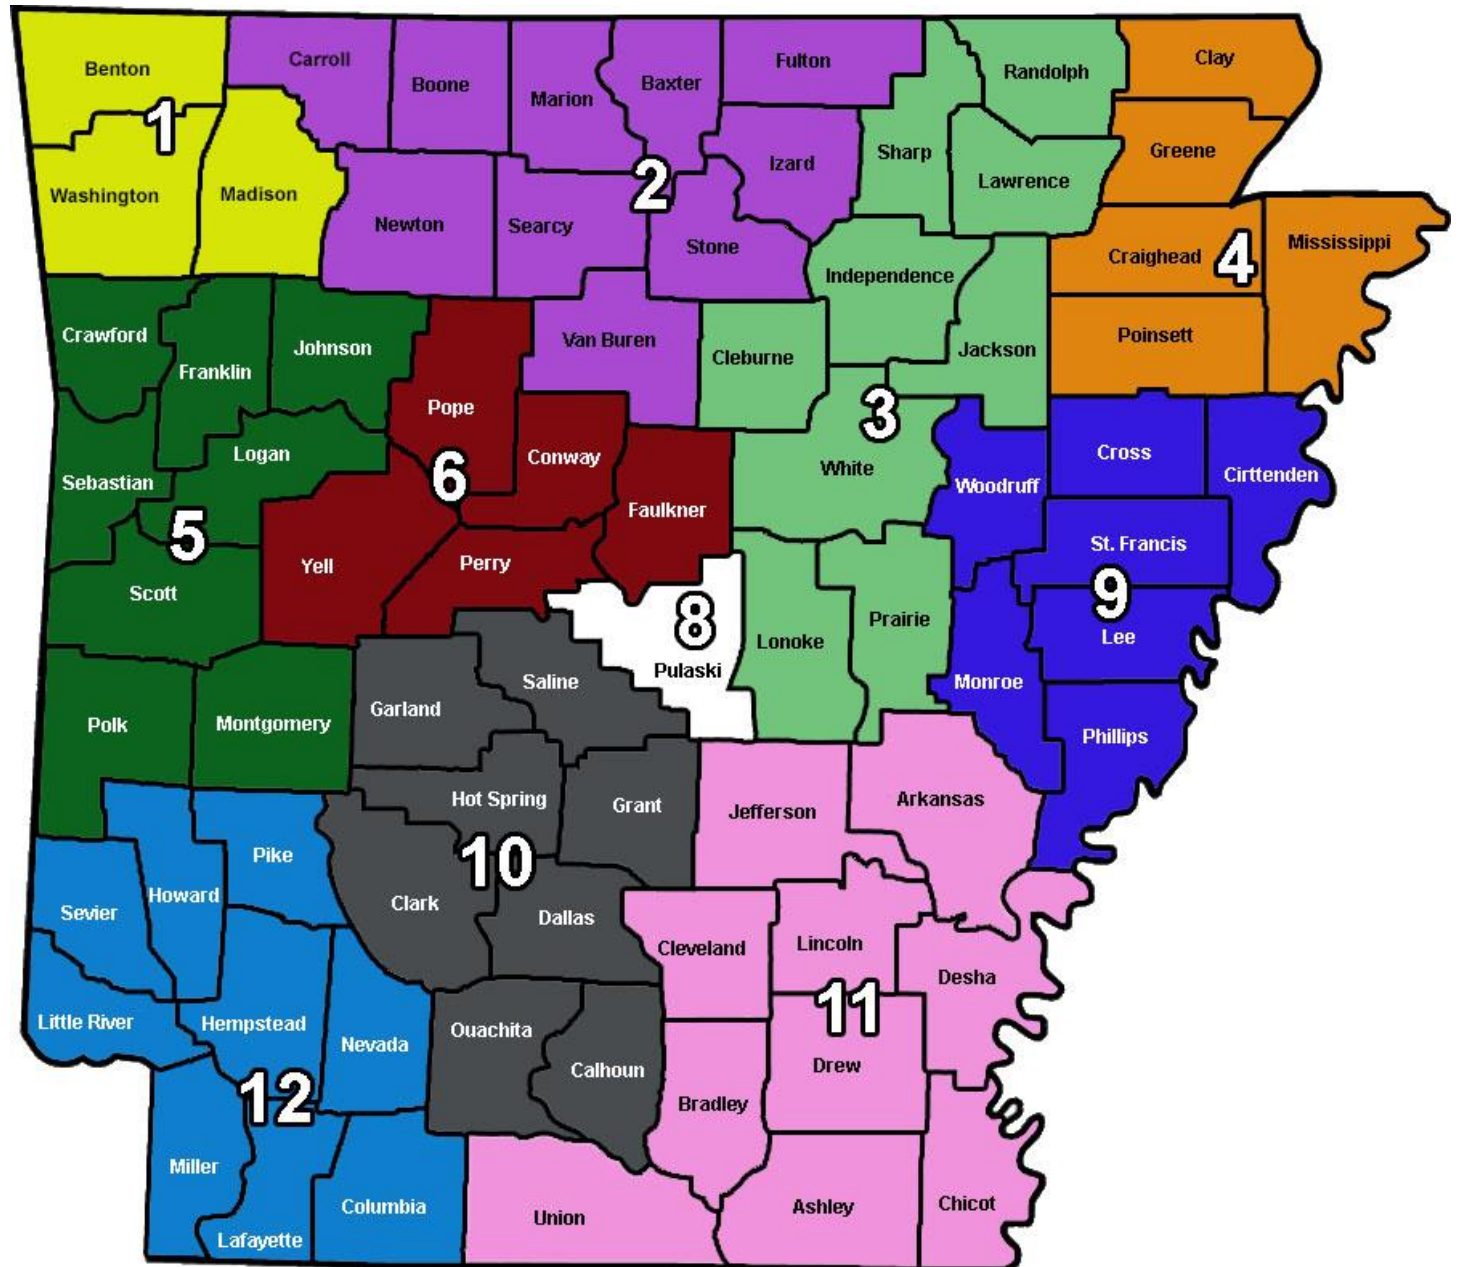 Benton
Carroll
Boone
Marion
Baxter
Fulton
Randolph
Clay
1
Washington
Madison
Newton
Searcy
2
Stone
Izard
Sharp
Lawrence
Greene
Craighead
4
Mississippi
Independence
Jackson
Poinsett
Crawford
Franklin
Johnson
Pope
Van Buren
Cleburne
3
White
Woodruff
Cross
Cirttenden
Sebastian
Logan
5
6
Conway
Faulkner
Scott
Yell
Perry
8
Pulaski
Lonoke
Prairie
St. Francis
9
Lee
Monroe
Phillips
Polk
Montgomery
Garland
Saline
Hot Spring
Grant
Jefferson
Arkansas
10
Pike
Howard
Sevier
Clark
Dallas
Cleveland
Lincoln
Desha
Little River
Hempstead
Nevada
Ouachita
Calhoun
11
Drew
Bradley
12
Miller
Lafayette
Columbia
Union
Ashley
Chicot